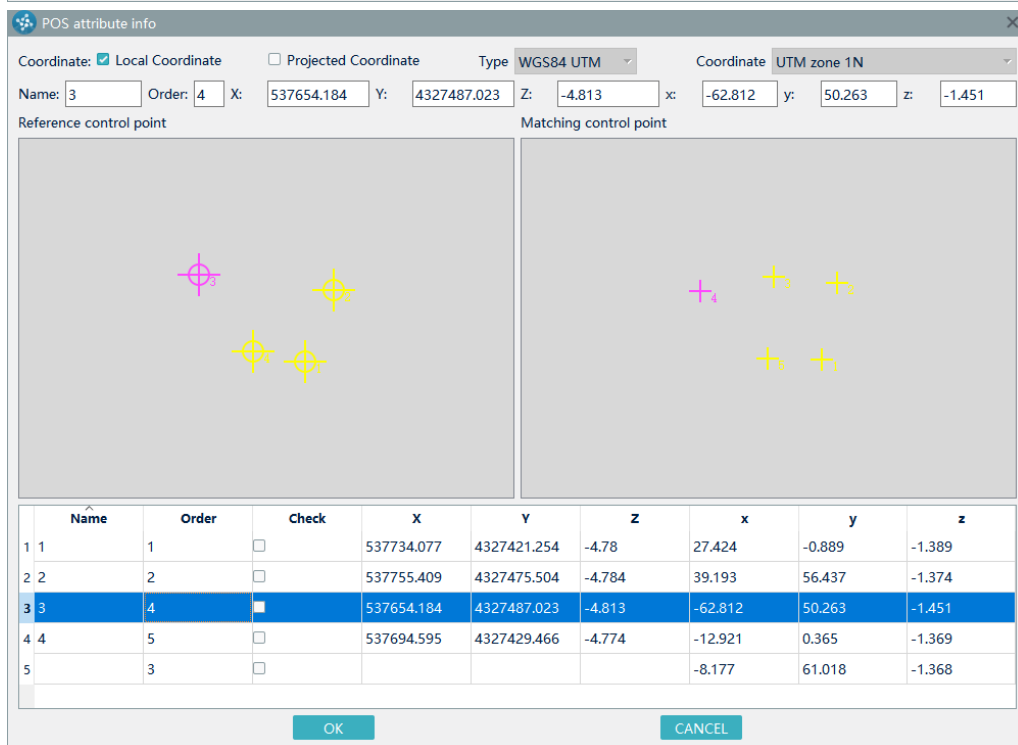 POS attribute info
Coordinate: Local Coordinate Projected Coordinate Type WGS84 UTM Coordinate UTM zone 1N
Name: 3 Order: 4 X: 537654.184 Y: 4327487.023 Z: -4.813 x: -62.812 y: 50.263 z: -1.451
Reference control point Matching control point
3
4
Name Order Check X Y Z x y z
1 1 1 537734.077 4327421.254 -4.78 27.424 -0.889 -1.389
2 2 2 537755.409 4327475.504 -4.784 39.193 56.437 -1.374
3 3 4 537654.184 4327487.023 -4.813 -62.812 50.263 -1.451
4 4 5 537694.595 4327429.466 -4.774 -12.921 0.365 -1.369
5 3 -8.177 61.018 -1.368
OK CANCEL